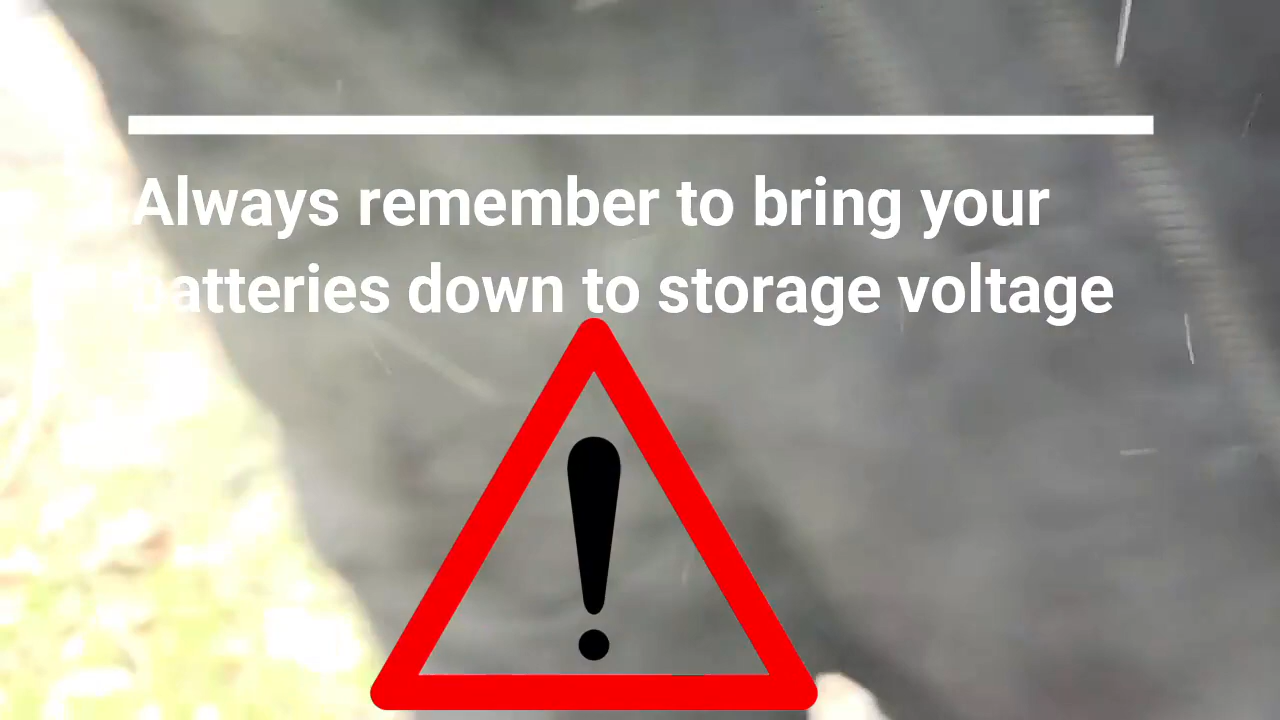 Always remember to bring your
batteries down to storage voltage